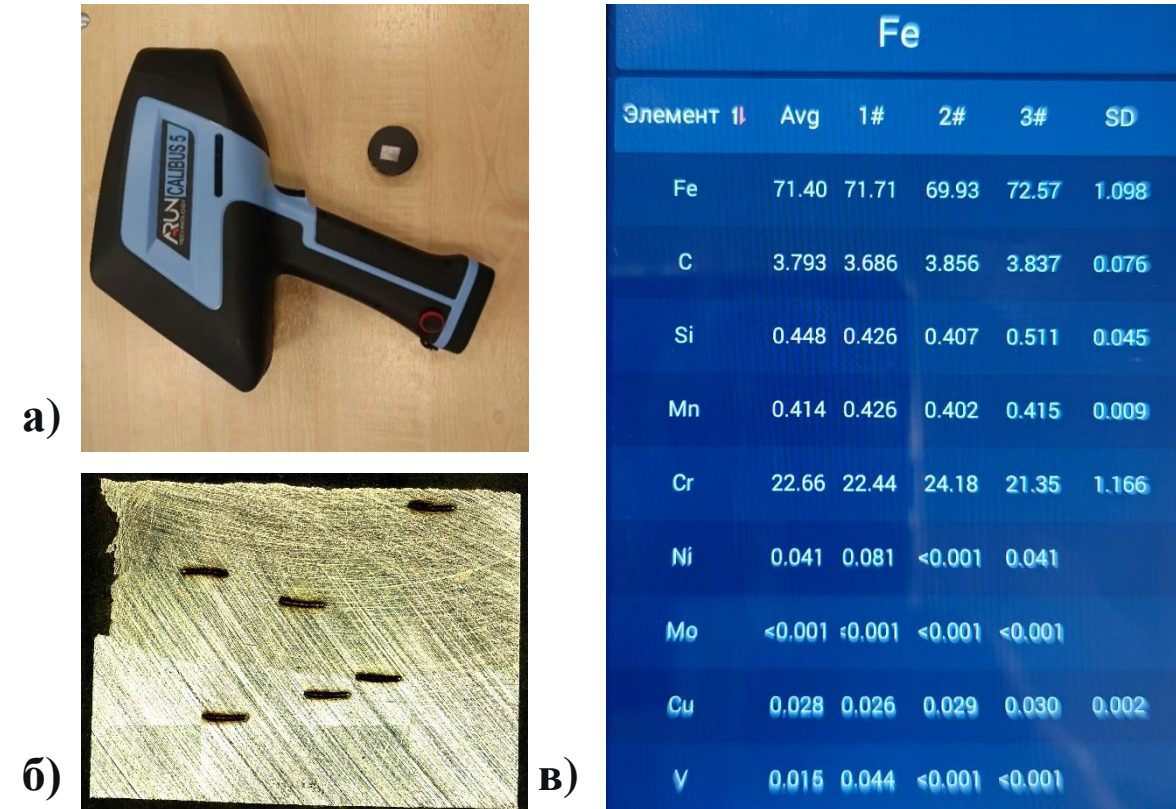 а)
ARUN
TECHNOLOGY
CALIBUS 5
б)
в)
Fe
Элемент Avg 1# 2# 3# SD
Fe 71.40 71.71 69.93 72.57 1.098
C 3.793 3.686 3.856 3.837 0.076
Si 0.448 0.426 0.407 0.511 0.045
Mn 0.414 0.426 0.402 0.415 0.009
Cr 22.66 22.44 24.18 21.35 1.166
Ni 0.041 0.081 <0.001 0.041
Mo <0.001 <0.001 <0.001 <0.001
Cu 0.028 0.026 0.029 0.030 0.002
V 0.015 0.044 <0.001 <0.001